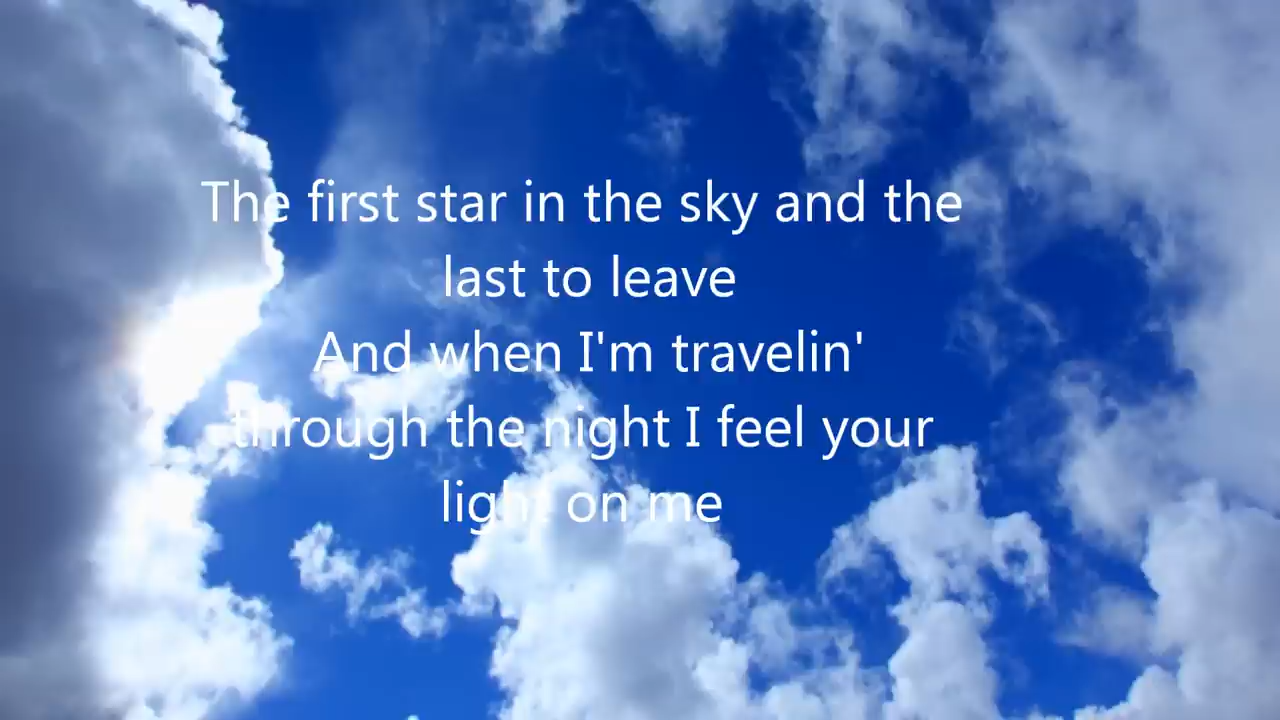 The first star in the sky and the
last to leave
And when I'm travelin'
through the night I feel your
light on me